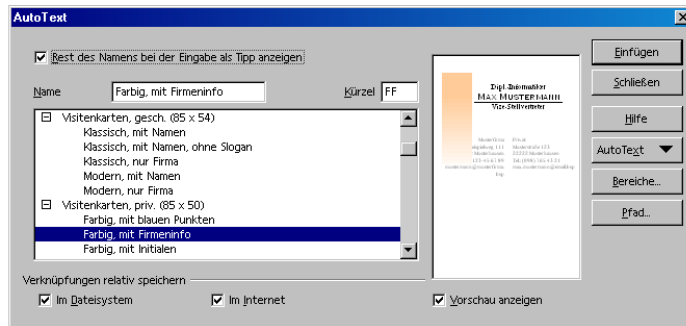 AutoText
Rest des Namens bei der Eingabe als Tipp anzeigen
Name Farbig, mit Firmeninfo Kürzel FF
Visitenkarten, gesch. (85 x 54)
Klassisch, mit Namen
Klassisch, mit Namen, ohne Slogan
Klassisch, nur Firma
Modern, mit Namen
Modern, nur Firma
Visitenkarten, priv. (85 x 50)
Farbig, mit blauen Punkten
Farbig, mit Firmeninfo
Farbig, mit Initialen
Dipl.-Informatiker
MAX MUSTERMANN
Vize-Stellvertreter
Musterfirma Privat
Einfügen
Schließen
Hilfe
AutoText
Bereiche...
Pfad...
Verknüpfungen relativ speichern
Im Dateisystem
Im Internet
Vorschau anzeigen